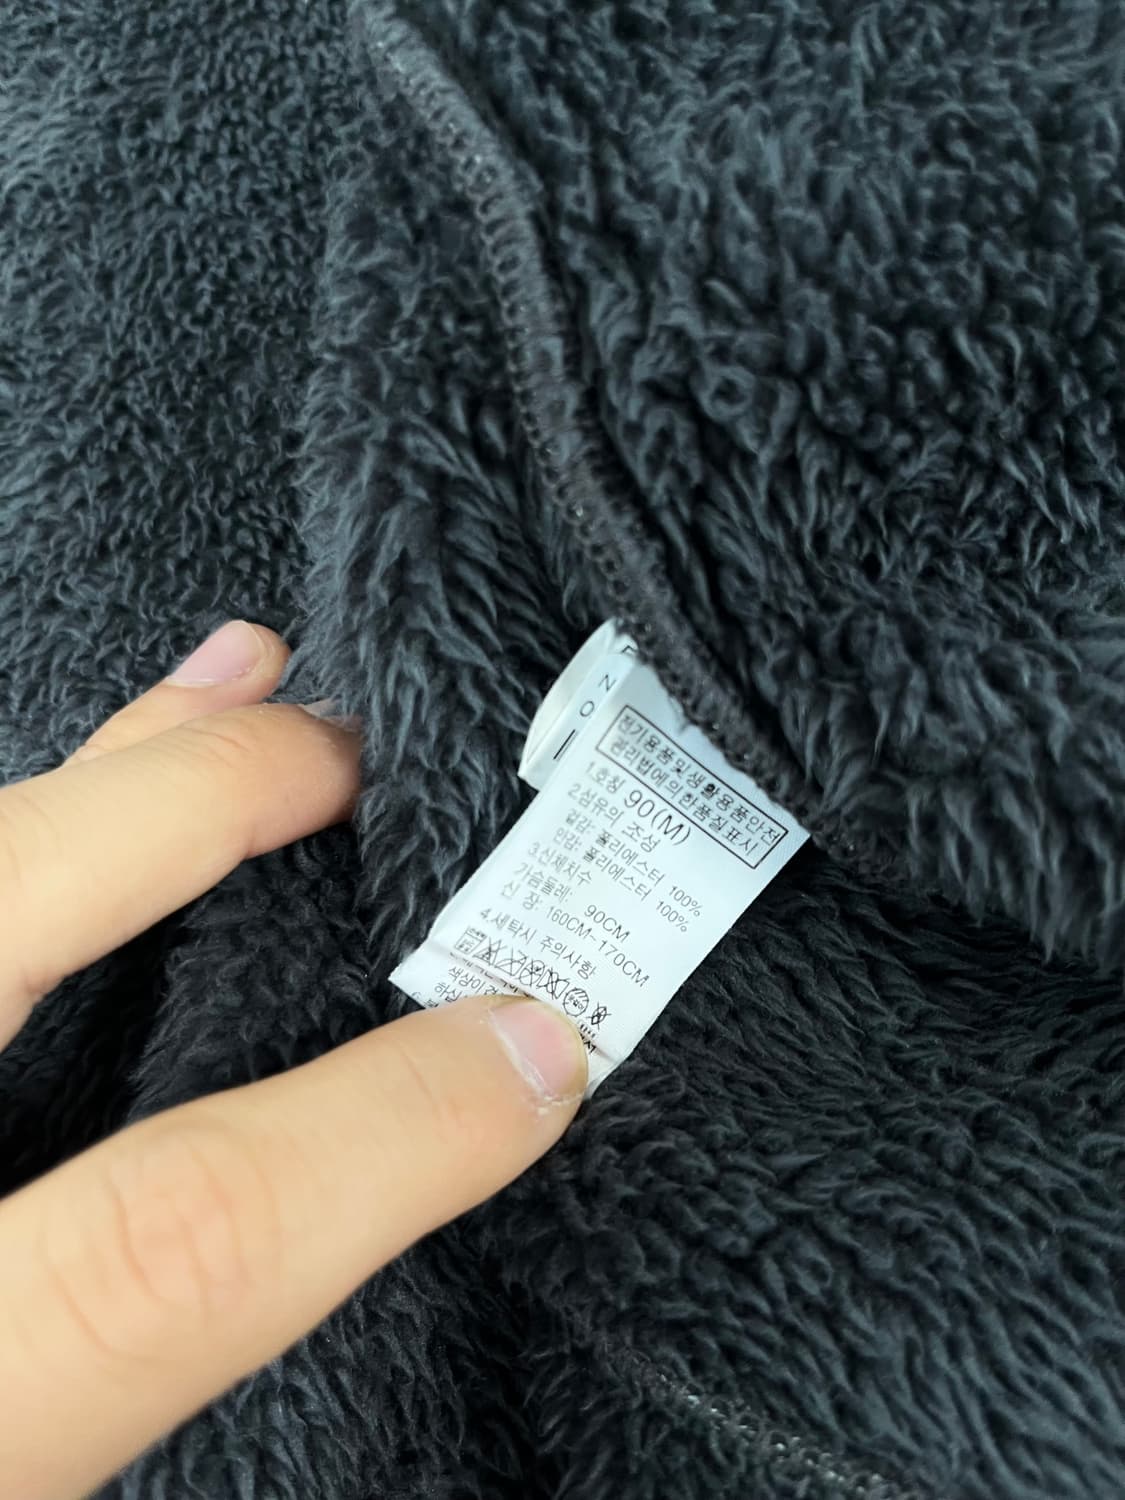 N
O
전기용품및생활용품안전
관리법에의한품질표시
1.호칭 90(M)
2.섬유의 조성
겉감: 폴리에스터 100%
안감: 폴리에스터 100%
3.신체치수
가슴둘레: 90CM
신 장: 160CM~170CM
4.세탁시 주의사항
색상이